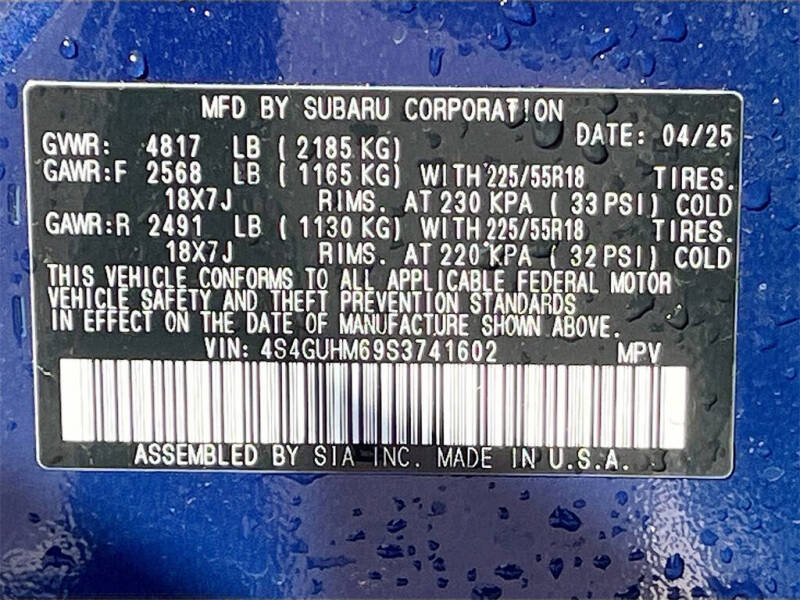 MFD BY SUBARU CORPORATION
DATE: 04/25
GVWR: 4817 LB ( 2185 KG)
GAWR:F 2568 LB ( 1165 KG) WITH 225/55R18 TIRES.
18X7J RIMS. AT 230 KPA ( 33 PSI) COLD
GAWR:R 2491 LB ( 1130 KG) WITH 225/55R18 TIRES.
18X7J RIMS. AT 220 KPA ( 32 PSI) COLD
THIS VEHICLE CONFORMS TO ALL APPLICABLE FEDERAL MOTOR
VEHICLE SAFETY AND THEFT PREVENTION STANDARDS
IN EFFECT ON THE DATE OF MANUFACTURE SHOWN ABOVE.
VIN: 4S4GUHM69S3741602 MPV
ASSEMBLED BY SIA INC. MADE IN U.S.A.